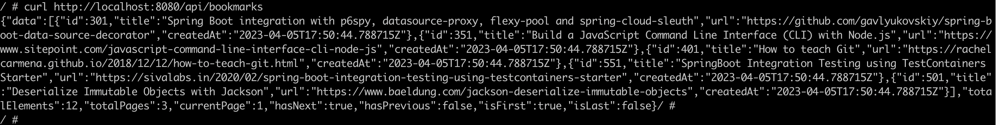 / # curl http://localhost:8080/api/bookmarks
{"data":[{"id":301,"title":"Spring Boot integration with p6spy, datasource-proxy, flexy-pool and spring-cloud-sleuth","url":"https://github.com/gavlyukovskiy/spring-b
oot-data-source-decorator","createdAt":"2023-04-05T17:50:44.788715Z"},{"id":351,"title":"Build a JavaScript Command Line Interface (CLI) with Node.js","url":"https://
www.sitepoint.com/javascript-command-line-interface-cli-node-js","createdAt":"2023-04-05T17:50:44.788715Z"},{"id":401,"title":"How to teach Git","url":"https://rachel
carmena.github.io/2018/12/12/how-to-teach-git.html","createdAt":"2023-04-05T17:50:44.788715Z"},{"id":551,"title":"SpringBoot Integration Testing using TestContainers
Starter","url":"https://sivalabs.in/2020/02/spring-boot-integration-testing-using-testcontainers-starter","createdAt":"2023-04-05T17:50:44.788715Z"},{"id":501,"title"
:"Deserialize Immutable Objects with Jackson","url":"https://www.baeldung.com/jackson-deserialize-immutable-objects","createdAt":"2023-04-05T17:50:44.788715Z"}],"tota
lElements":12,"totalPages":3,"currentPage":1,"hasNext":true,"hasPrevious":false,"isFirst":true,"isLast":false}/ #
/ #